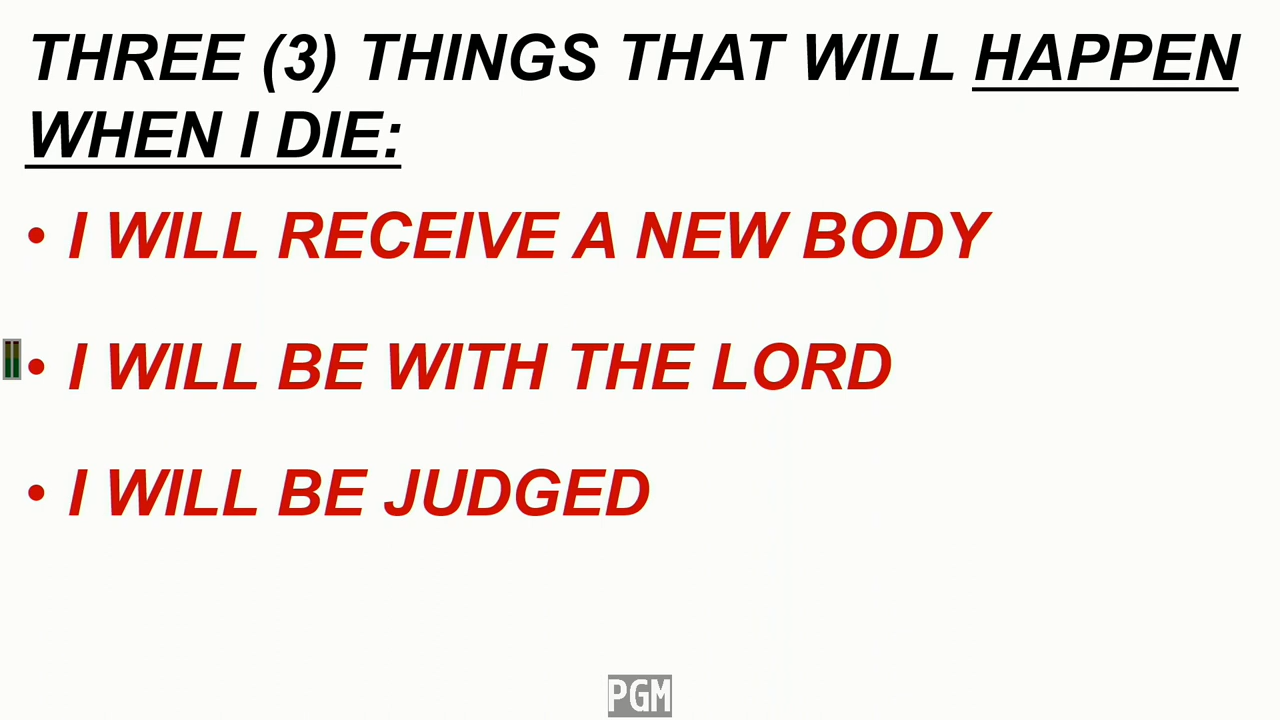 THREE (3) THINGS THAT WILL HAPPEN
WHEN I DIE:
• I WILL RECEIVE A NEW BODY
• I WILL BE WITH THE LORD
• I WILL BE JUDGED
PGM